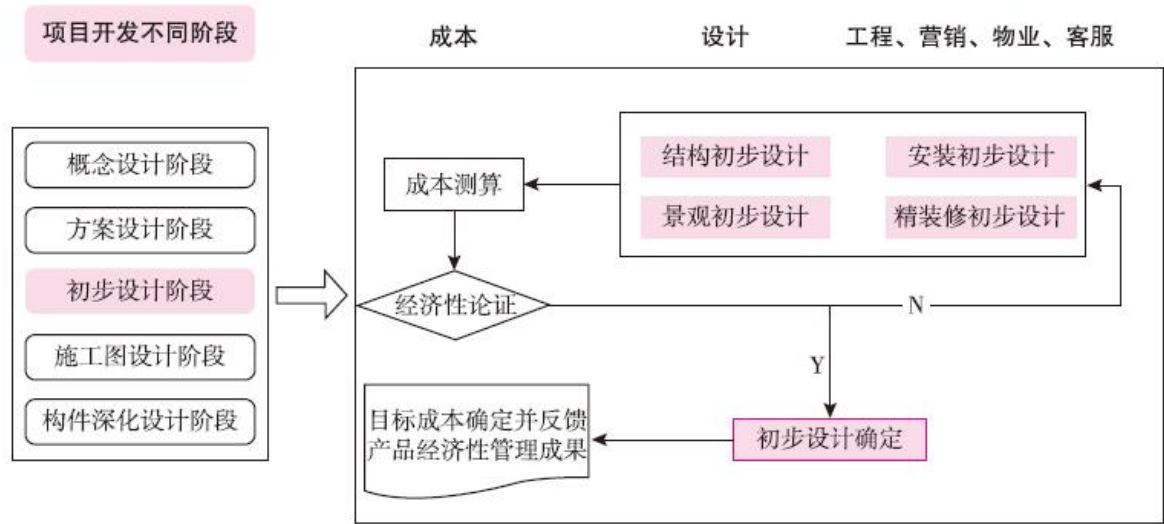 项目开发不同阶段
成本
设计
工程、营销、物业、客服
概念设计阶段
方案设计阶段
初步设计阶段
施工图设计阶段
构件深化设计阶段
结构初步设计
安装初步设计
景观初步设计
精装修初步设计
成本测算
经济性论证
N
Y
初步设计确定
目标成本确定并反馈
产品经济性管理成果